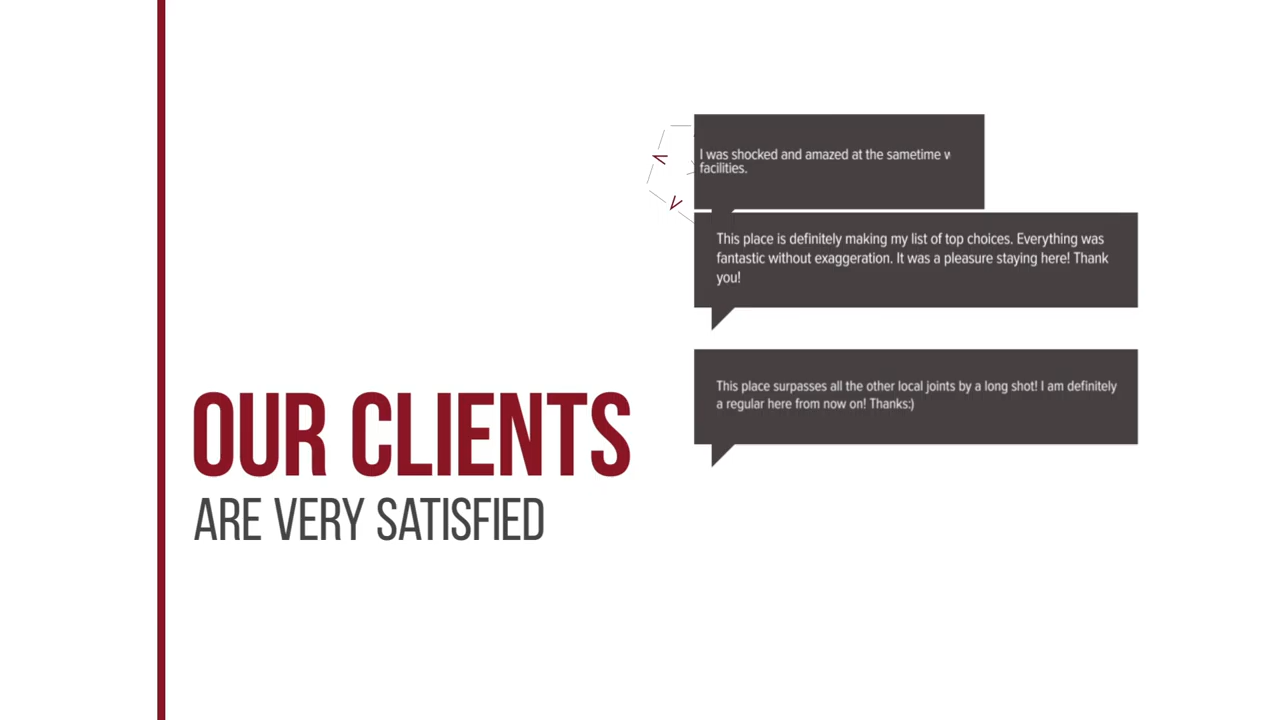 I was shocked and amazed at the sametime
facilities.
This place is definitely making my list of top choices. Everything was
fantastic without exaggeration. It was a pleasure staying here! Thank
you!
This place surpasses all the other local joints by a long shot! I am definitely
a regular here from now on! Thanks:)
OUR CLIENTS
ARE VERY SATISFIED